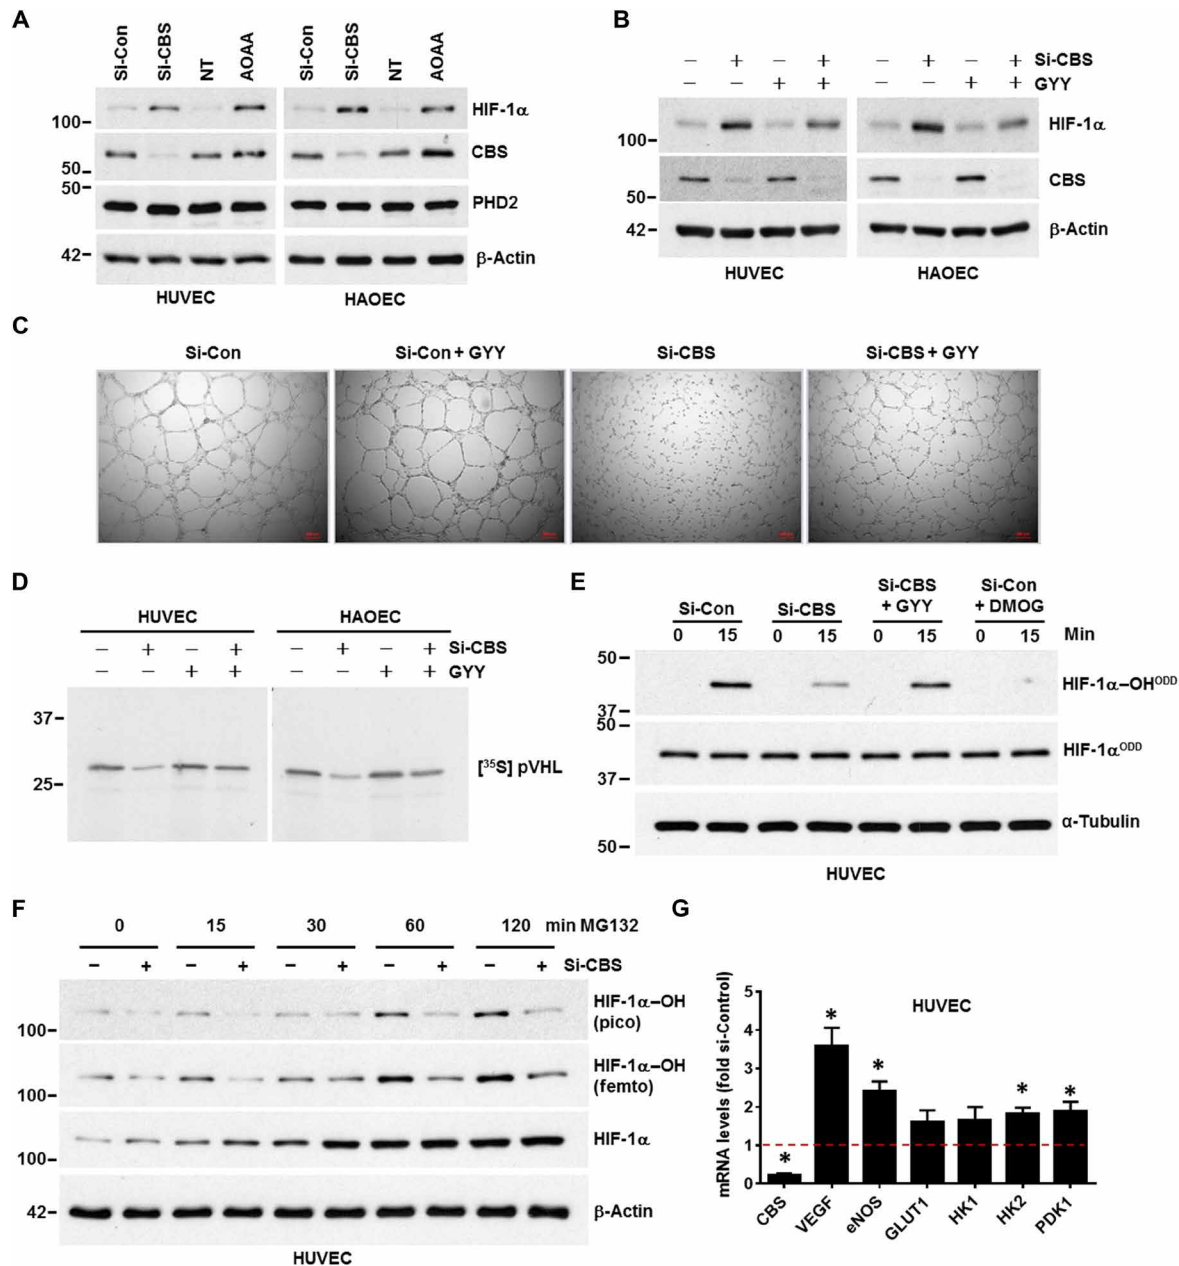 A
Si-Con Si-CBS NT AOAA Si-Con Si-CBS NT AOAA
HIF-1α
100
CBS
50
50
PHD2
42
β-Actin
HUVEC HAOEC
B
− + − + − + − + Si-CBS
− − + + − − + + GYY
HIF-1α
100
CBS
50
42
β-Actin
HUVEC HAOEC
C
Si-Con Si-Con + GYY Si-CBS Si-CBS + GYY
D
HUVEC HAOEC
− + − + − + − + Si-CBS
− − + + − − + + GYY
37
[³⁵S] pVHL
25
E
Si-Con Si-CBS Si-CBS + GYY Si-Con + DMOG
0 15 0 15 0 15 0 15 Min
50
HIF-1α–OHᴼᴰᴰ
37
50
HIF-1αᴼᴰᴰ
37
α-Tubulin
50
HUVEC
F
0 15 30 60 120 min MG132
− + − + − + − + − + Si-CBS
HIF-1α–OH
(pico)
100
HIF-1α–OH
(femto)
100
HIF-1α
100
42
β-Actin
HUVEC
G
HUVEC
mRNA levels (fold si-Control)
5
4
3
2
1
0
* * * * *
CBS VEGF eNOS GLUT1 HK1 HK2 PDK1